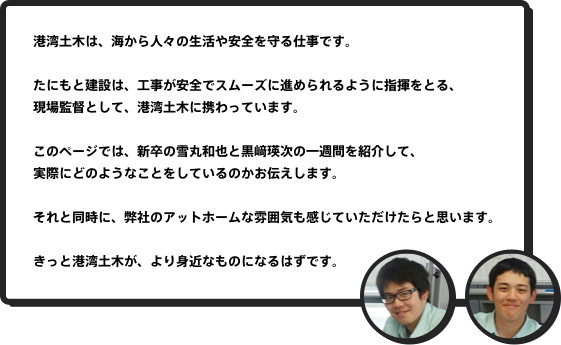 港湾土木は、海から人々の生活や安全を守る仕事です。
たにもと建設は、工事が安全でスムーズに進められるように指揮をとる、
現場監督として、港湾土木に携わっています。
このページでは、新卒の雪丸和也と黒﨑瑛次の一週間を紹介して、
実際にどのようなことをしているのかお伝えします。
それと同時に、弊社のアットホームな雰囲気も感じていただけたらと思います。
きっと港湾土木が、より身近なものになるはずです。